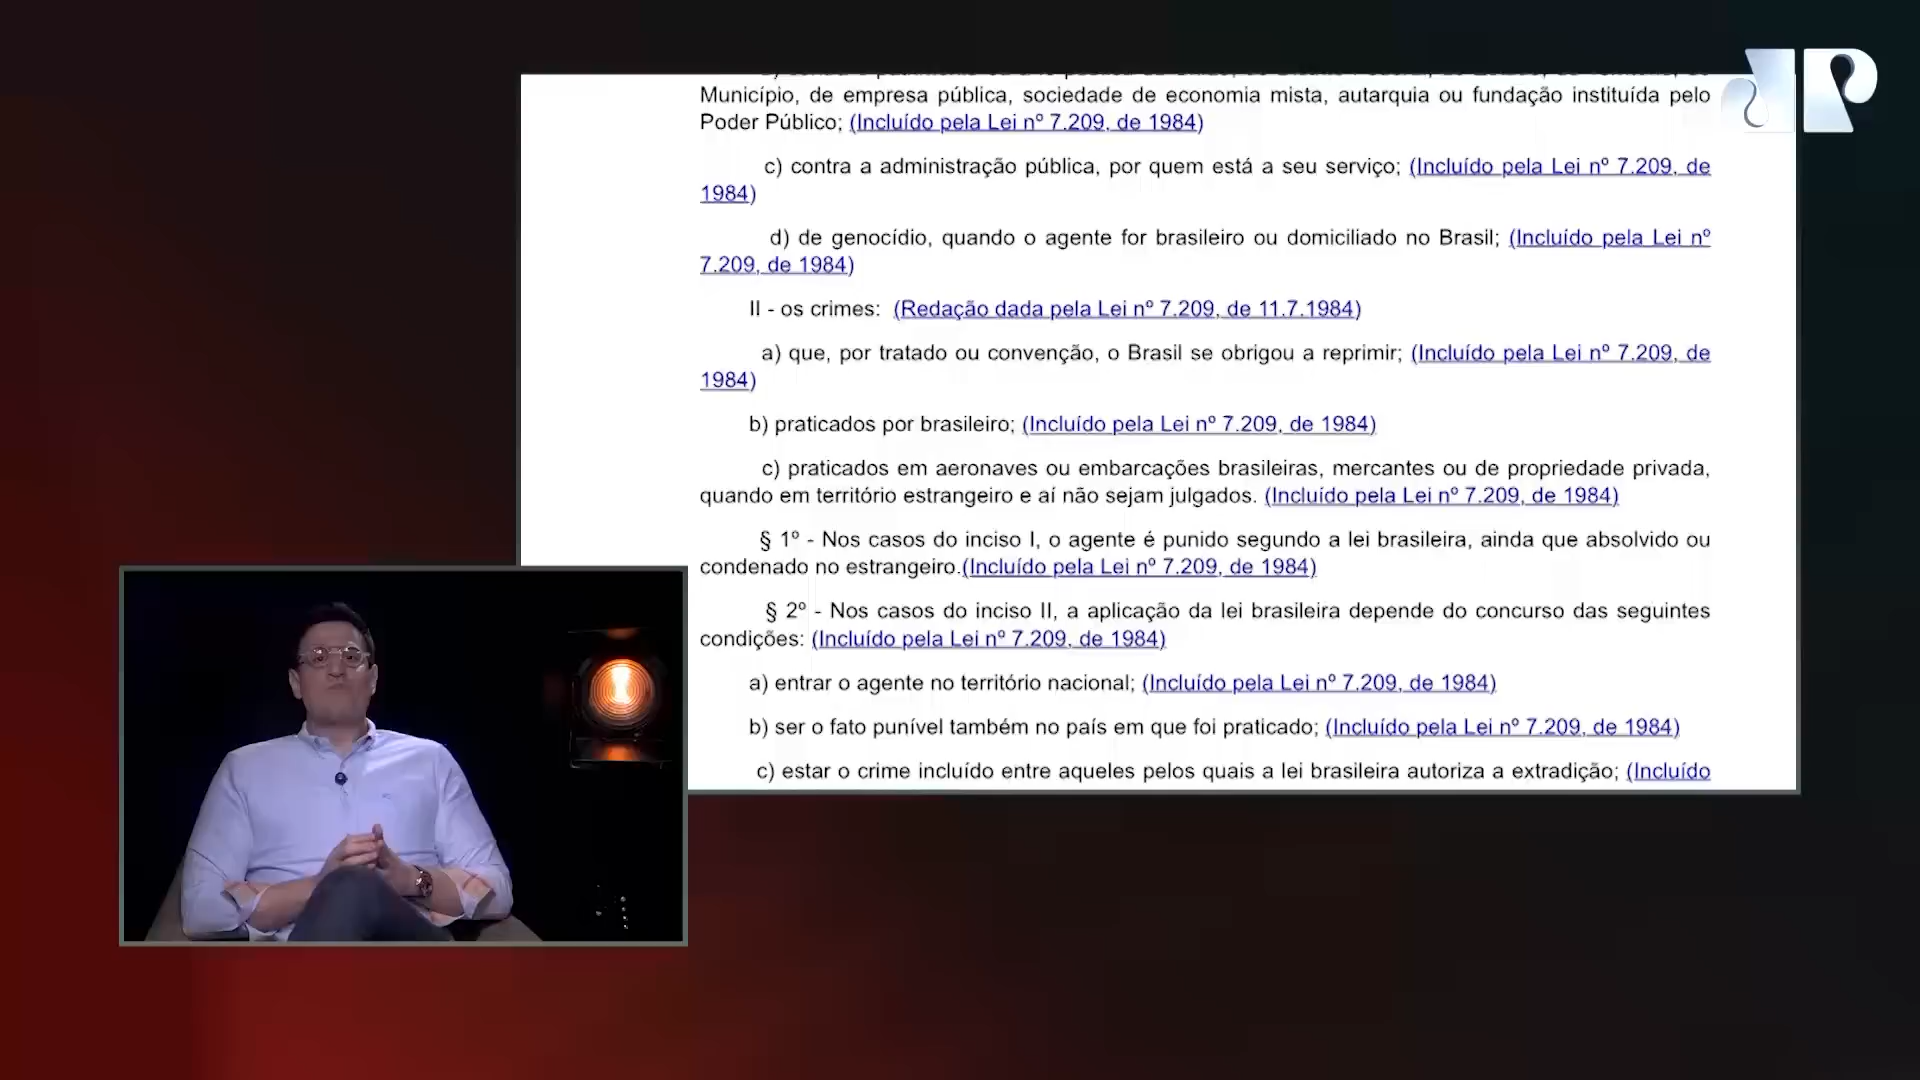 Município, de empresa pública, sociedade de economia mista, autarquia ou fundação instituída pelo
Poder Público; (Incluído pela Lei nº 7.209, de 1984)
c) contra a administração pública, por quem está a seu serviço; (Incluído pela Lei nº 7.209, de
1984)
d) de genocídio, quando o agente for brasileiro ou domiciliado no Brasil; (Incluído pela Lei nº
7.209, de 1984)
II - os crimes: (Redação dada pela Lei nº 7.209, de 11.7.1984)
a) que, por tratado ou convenção, o Brasil se obrigou a reprimir; (Incluído pela Lei nº 7.209, de
1984)
b) praticados por brasileiro; (Incluído pela Lei nº 7.209, de 1984)
c) praticados em aeronaves ou embarcações brasileiras, mercantes ou de propriedade privada,
quando em território estrangeiro e aí não sejam julgados. (Incluído pela Lei nº 7.209, de 1984)
§ 1º - Nos casos do inciso I, o agente é punido segundo a lei brasileira, ainda que absolvido ou
condenado no estrangeiro.(Incluído pela Lei nº 7.209, de 1984)
§ 2º - Nos casos do inciso II, a aplicação da lei brasileira depende do concurso das seguintes
condições: (Incluído pela Lei nº 7.209, de 1984)
a) entrar o agente no território nacional; (Incluído pela Lei nº 7.209, de 1984)
b) ser o fato punível também no país em que foi praticado; (Incluído pela Lei nº 7.209, de 1984)
c) estar o crime incluído entre aqueles pelos quais a lei brasileira autoriza a extradição; (Incluído
JP